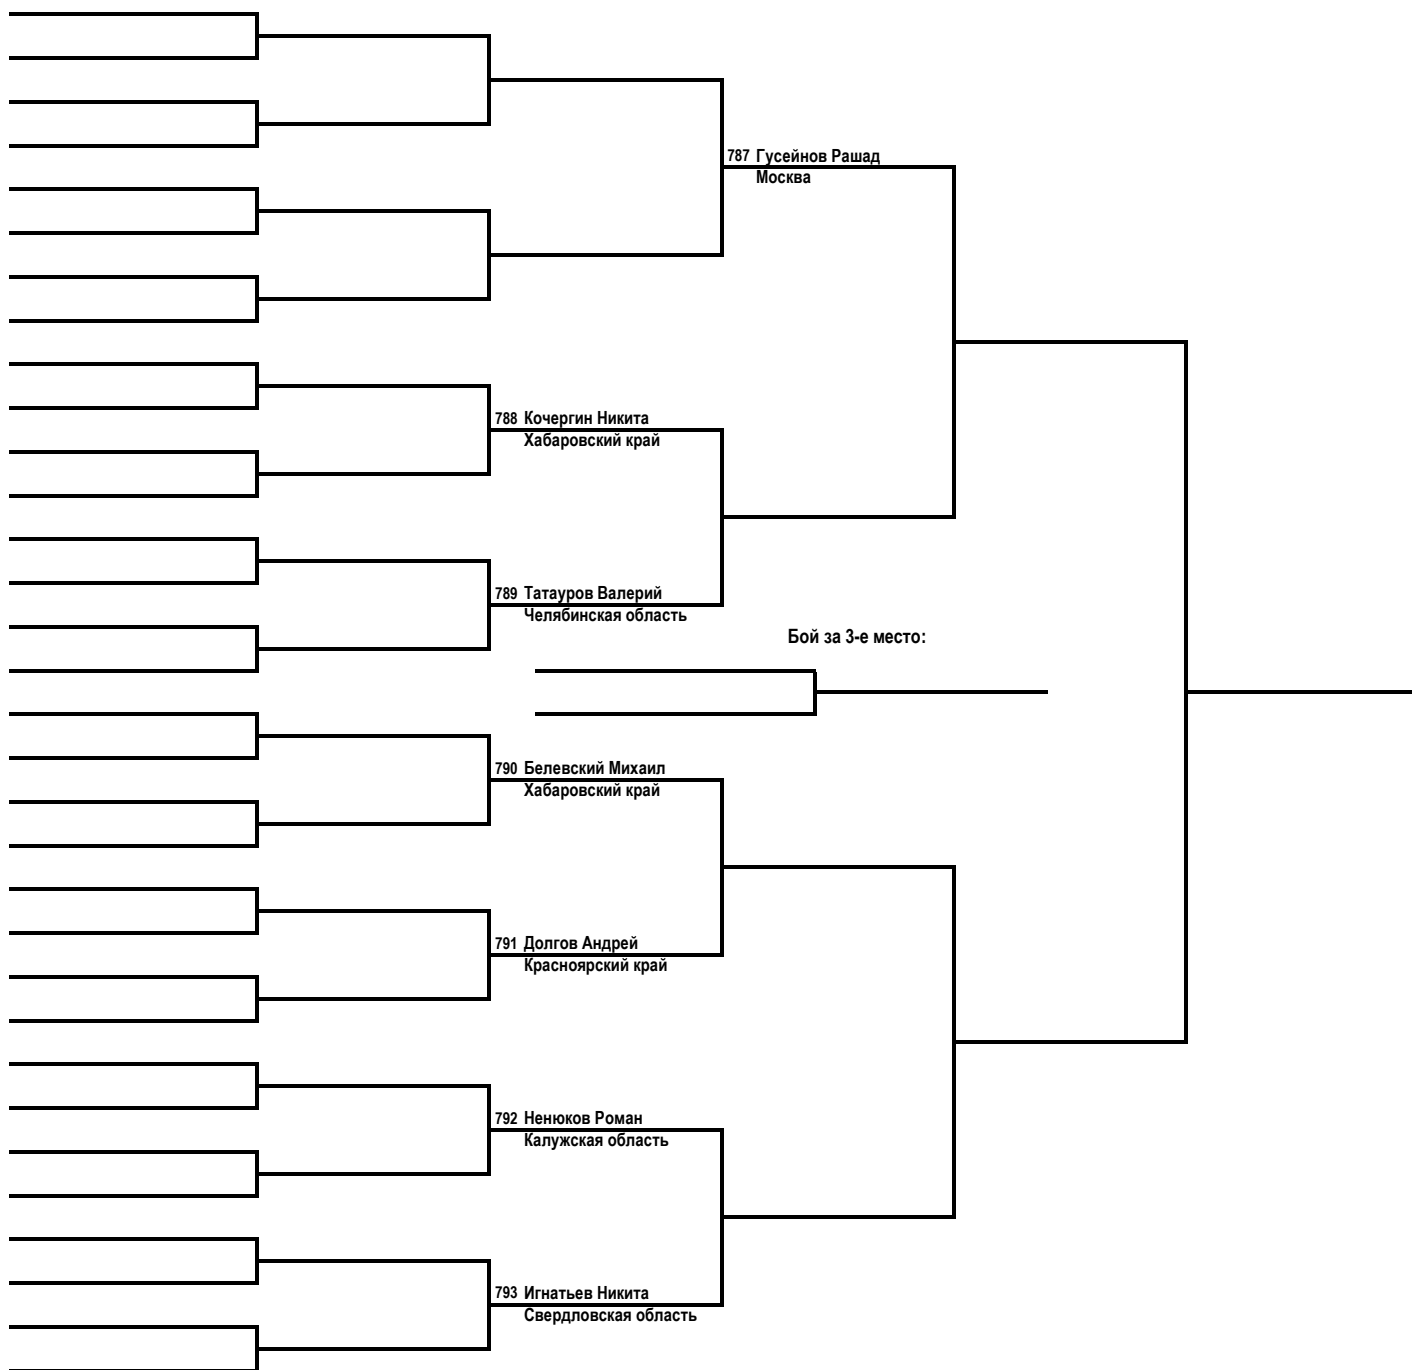 787 Гусейнов Рашад
Москва
788 Кочергин Никита
Хабаровский край
789 Татауров Валерий
Челябинская область
Бой за 3-е место:
790 Белевский Михаил
Хабаровский край
791 Долгов Андрей
Красноярский край
792 Ненюков Роман
Калужская область
793 Игнатьев Никита
Свердловская область